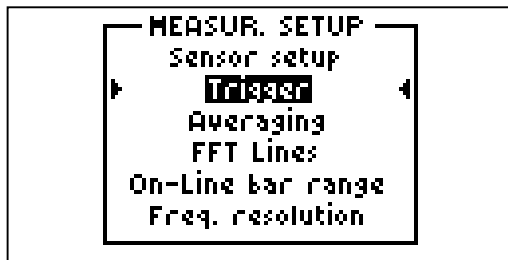 MEASUR. SETUP
Sensor setup
Trigger
Averaging
FFT Lines
On-Line bar range
Freq. resolution